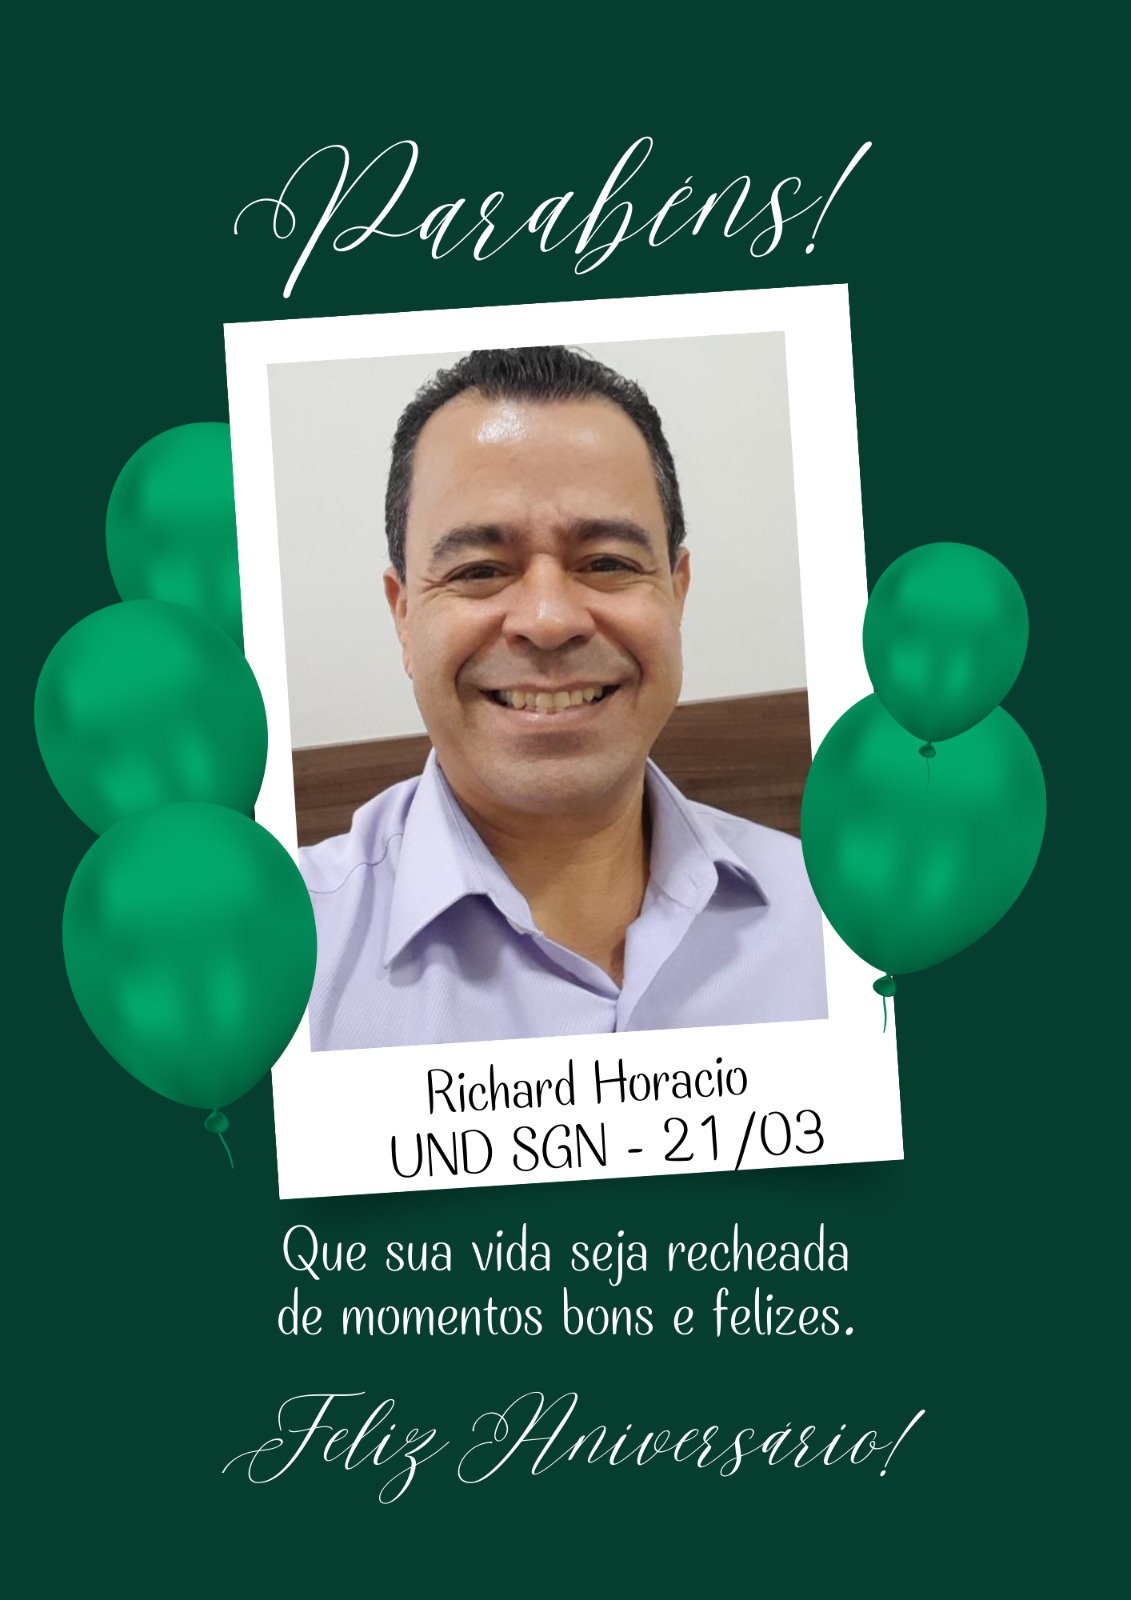 Parabéns!
Richard Horacio
UND SGN - 21/03
Que sua vida seja recheada
de momentos bons e felizes.
Feliz Aniversário!